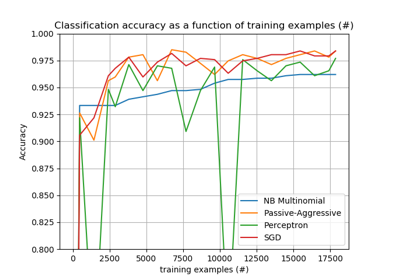 Classification accuracy as a function of training examples (#)
1.000
0.975
0.950
0.925
0.900
0.875
0.850
0.825
0.800
Accuracy
NB Multinomial
Passive-Aggressive
Perceptron
SGD
0 2500 5000 7500 10000 12500 15000 17500
training examples (#)